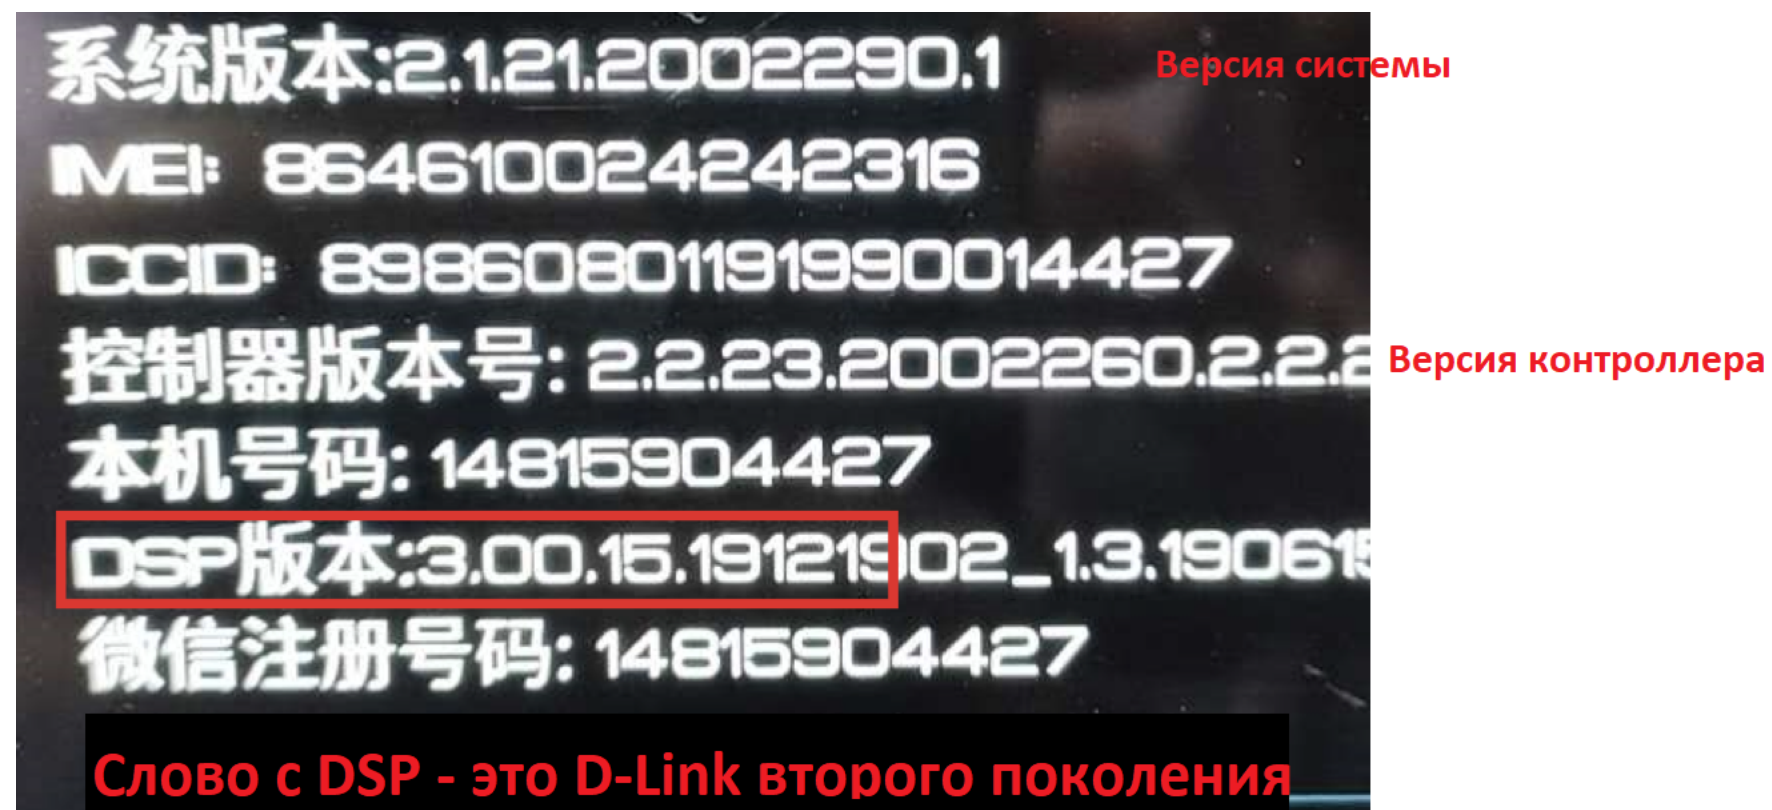 系统版本:2.1.21.2002290.1
Версия системы
IMEI: 864610024242316
ICCID: 89860801191990014427
控制器版本号: 2.2.23.2002260.2.2.2
Версия контроллера
本机号码: 14815904427
DSP版本:3.00.15.19121902_1.3.190615
微信注册号码: 14815904427
Слово с DSP - это D-Link второго поколения